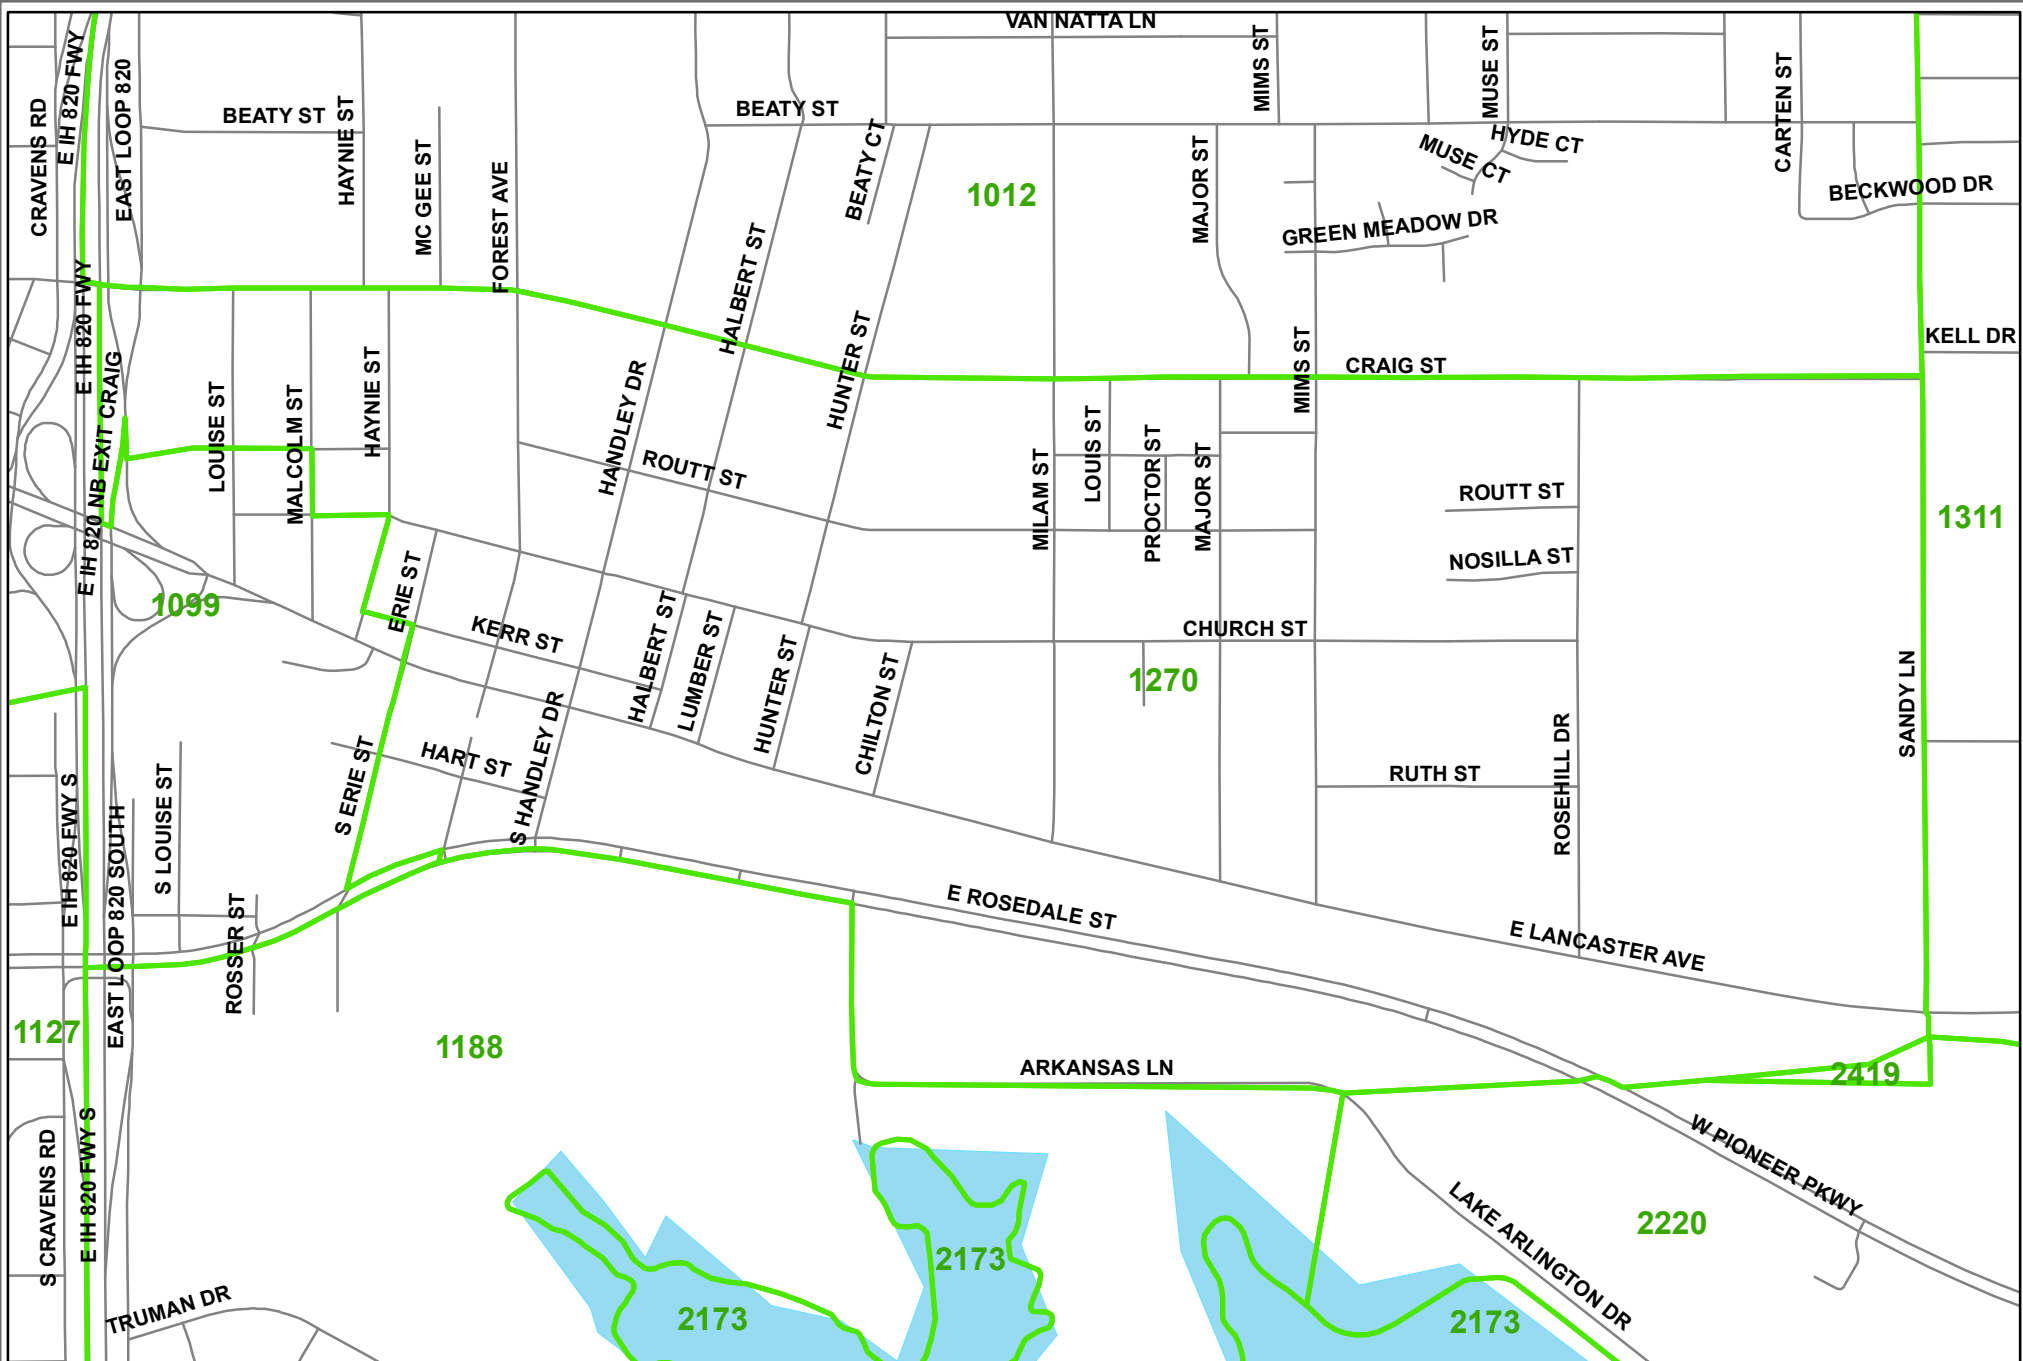 VAN NATTA LN
CRAVENS RD
E IH 820 FWY
EAST LOOP 820
BEATY ST
HAYNIE ST
MC GEE ST
FOREST AVE
BEATY ST
BEATY CT
MIMS ST
MUSE ST
CARTEN ST
HYDE CT
MUSE CT
MAJOR ST
1012
BECKWOOD DR
GREEN MEADOW DR
HALBERT ST
HUNTER ST
E IH 820 FWY
KELL DR
E IH 820 NB EXIT CRAIG
LOUISE ST
MALCOLM ST
HAYNIE ST
HANDLEY DR
MIMS ST
CRAIG ST
ROUTT ST
MILAM ST
LOUIS ST
PROCTOR ST
MAJOR ST
ROUTT ST
1311
NOSILLA ST
1099
ERIE ST
KERR ST
HALBERT ST
LUMBER ST
HUNTER ST
CHILTON ST
CHURCH ST
1270
SANDY LN
S HANDLEY DR
HART ST
S ERIE ST
S LOUISE ST
E IH 820 FWY S
EAST LOOP 820 SOUTH
ROSSER ST
RUTH ST
ROSEHILL DR
E ROSEDALE ST
E LANCASTER AVE
1127
1188
ARKANSAS LN
2419
S CRAVENS RD
E IH 820 FWY S
W PIONEER PKWY
LAKE ARLINGTON DR
2220
2173
2173
2173
TRUMAN DR